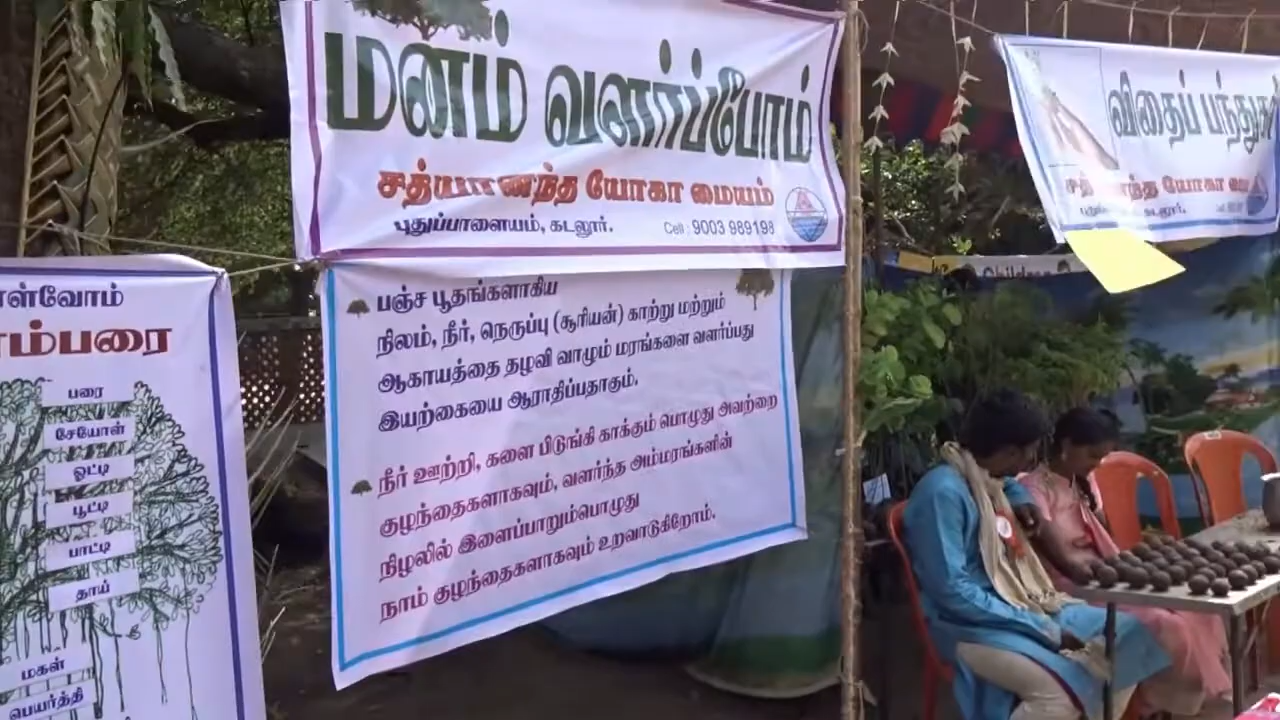 மனம் வளர்ப்போம்
சத்யானந்த யோகா மையம்
புதுப்பாளையம், கடலூர்.
Cell : 9003 989198
பஞ்ச பூதங்களாகிய
நிலம், நீர், நெருப்பு (சூரியன்) காற்று மற்றும்
ஆகாயத்தை தழவி வாழும் மரங்களை வளர்ப்பது
இயற்கையை ஆராதிப்பதாகும்.
நீர் ஊற்றி, களை பிடுங்கி காக்கும் பொழுது அவற்றை
குழந்தைகளாகவும், வளர்ந்த அம்மரங்களின்
நிழலில் இளைப்பாறும்பொழுது
நாம் குழந்தைகளாகவும் உறவாடுகிறோம்.
பரை
சேயோள்
ஓட்டி
பூட்டி
பாட்டி
தாய்
மகள்
பெயர்த்தி
விதைப் பந்துக
யோகா
கடலூர்.
Children